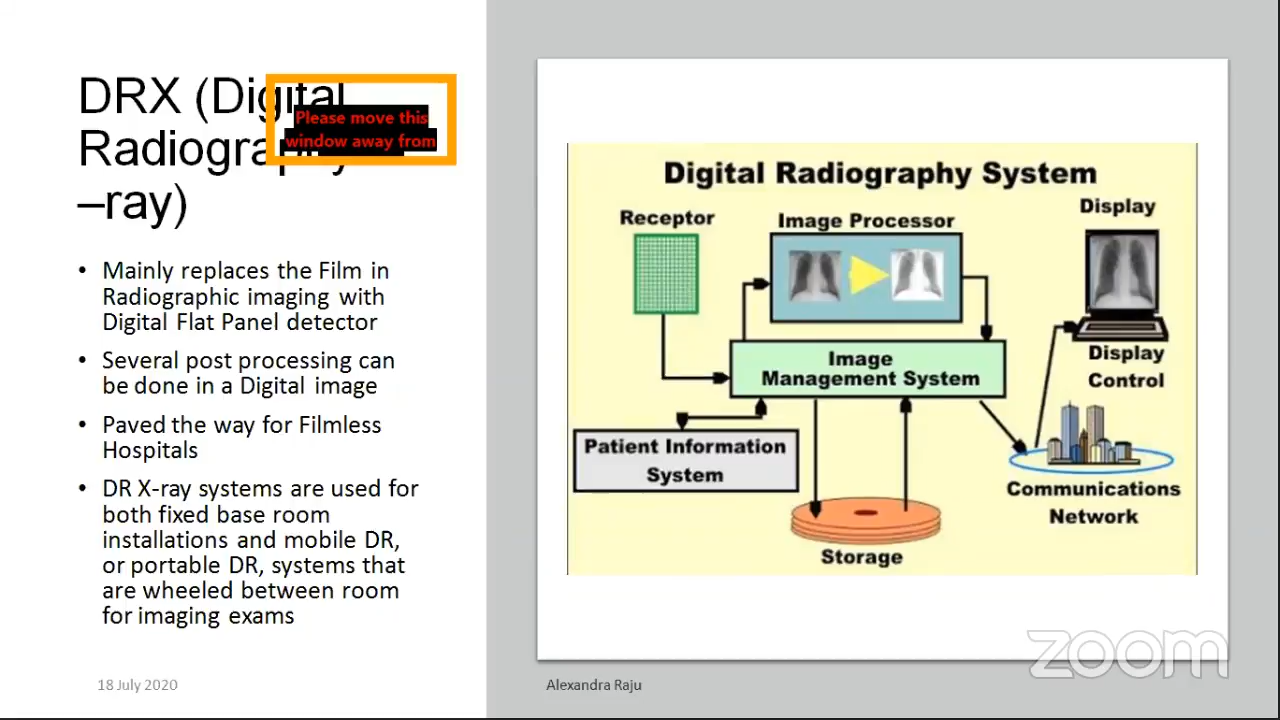 DRX (Digital
Radiography
–ray)
Please move this
window away from
• Mainly replaces the Film in
Radiographic imaging with
Digital Flat Panel detector
• Several post processing can
be done in a Digital image
• Paved the way for Filmless
Hospitals
• DR X-ray systems are used for
both fixed base room
installations and mobile DR,
or portable DR, systems that
are wheeled between room
for imaging exams
18 July 2020
Digital Radiography System
Receptor
Image Processor
Display
Image
Management System
Display
Control
Patient Information
System
Communications
Network
Storage
Alexandra Raju
zoom